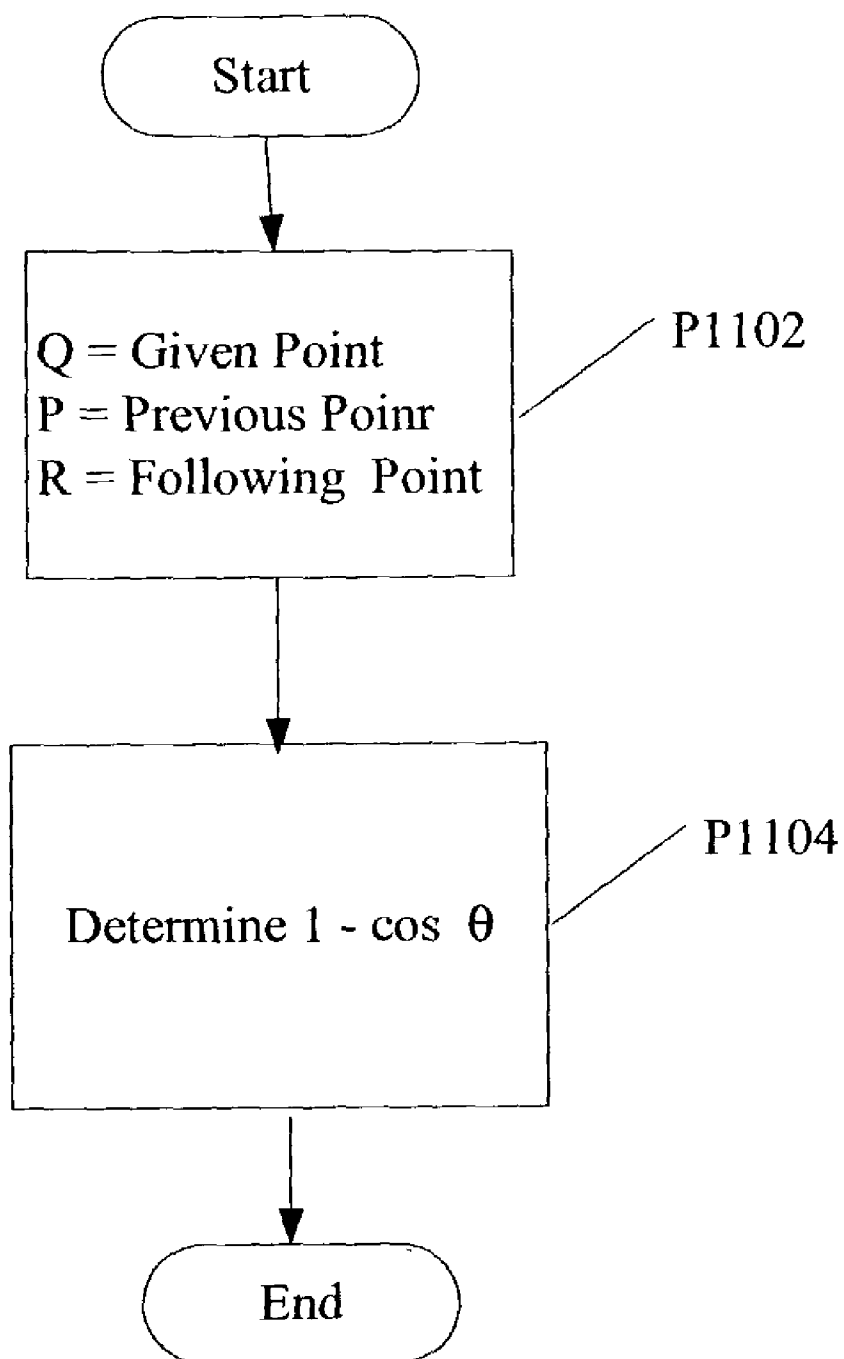 Start
Q = Given Point
P = Previous Poinr
R = Following Point
P1102
Determine 1 - cos θ
P1104
End